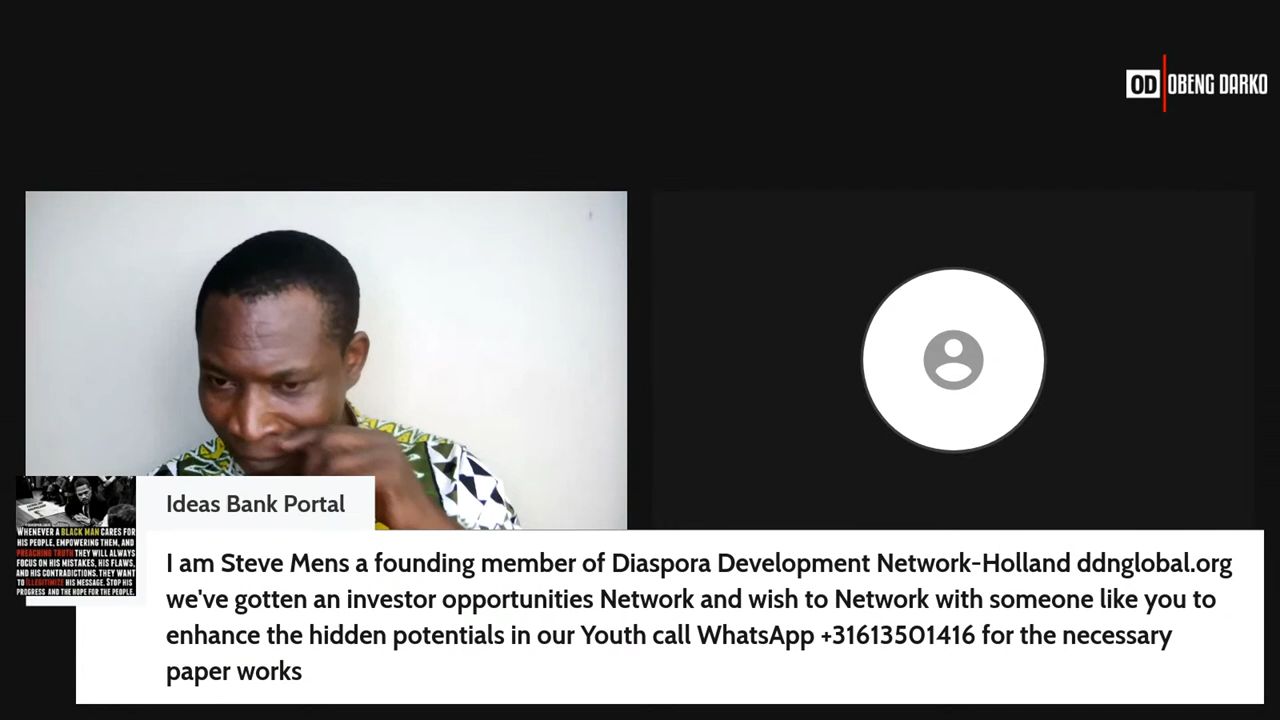 OD OBENG DARKO
Ideas Bank Portal
WHENEVER A BLACK MAN CARES FOR
HIS PEOPLE, EMPOWERING THEM, AND
PREACHING TRUTH THEY WILL ALWAYS
FOCUS ON HIS MISTAKES, HIS FLAWS,
AND HIS CONTRADICTIONS. THEY WANT
TO ILLEGITIMIZE HIS MESSAGE. STOP HIS
PROGRESS AND THE HOPE FOR THE PEOPLE.
I am Steve Mens a founding member of Diaspora Development Network-Holland ddnglobal.org
we've gotten an investor opportunities Network and wish to Network with someone like you to
enhance the hidden potentials in our Youth call WhatsApp +31613501416 for the necessary
paper works